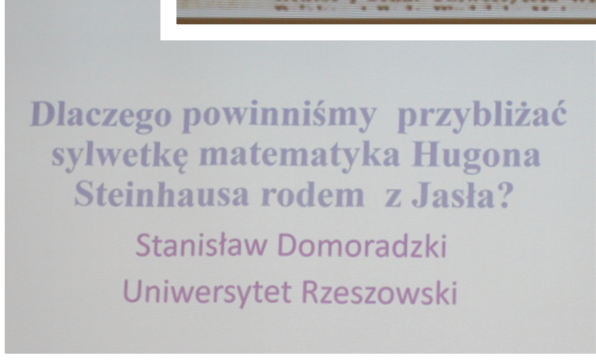 Dlaczego powinniśmy przybliżać
sylwetkę matematyka Hugona
Steinhausa rodem z Jasła?
Stanisław Domoradzki
Uniwersytet Rzeszowski